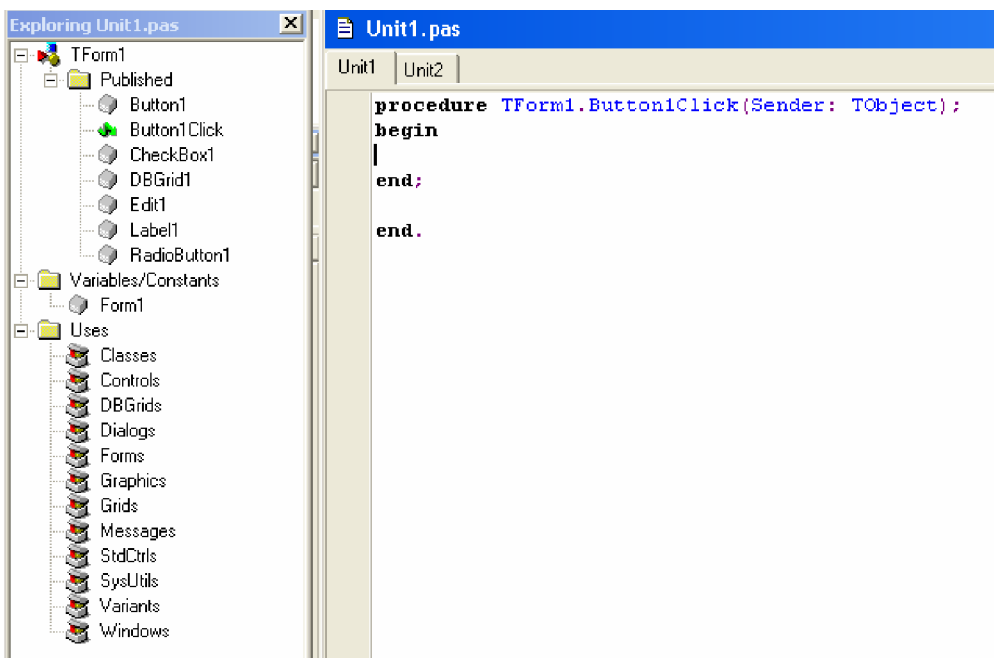 Exploring Unit1.pas
TForm1
Published
Button1
Button1Click
CheckBox1
DBGrid1
Edit1
Label1
RadioButton1
Variables/Constants
Form1
Uses
Classes
Controls
DBGrids
Dialogs
Forms
Graphics
Grids
Messages
StdCtrls
SysUtils
Variants
Windows
Unit1.pas
Unit1 Unit2
procedure TForm1.Button1Click(Sender: TObject);
begin
end;
end.